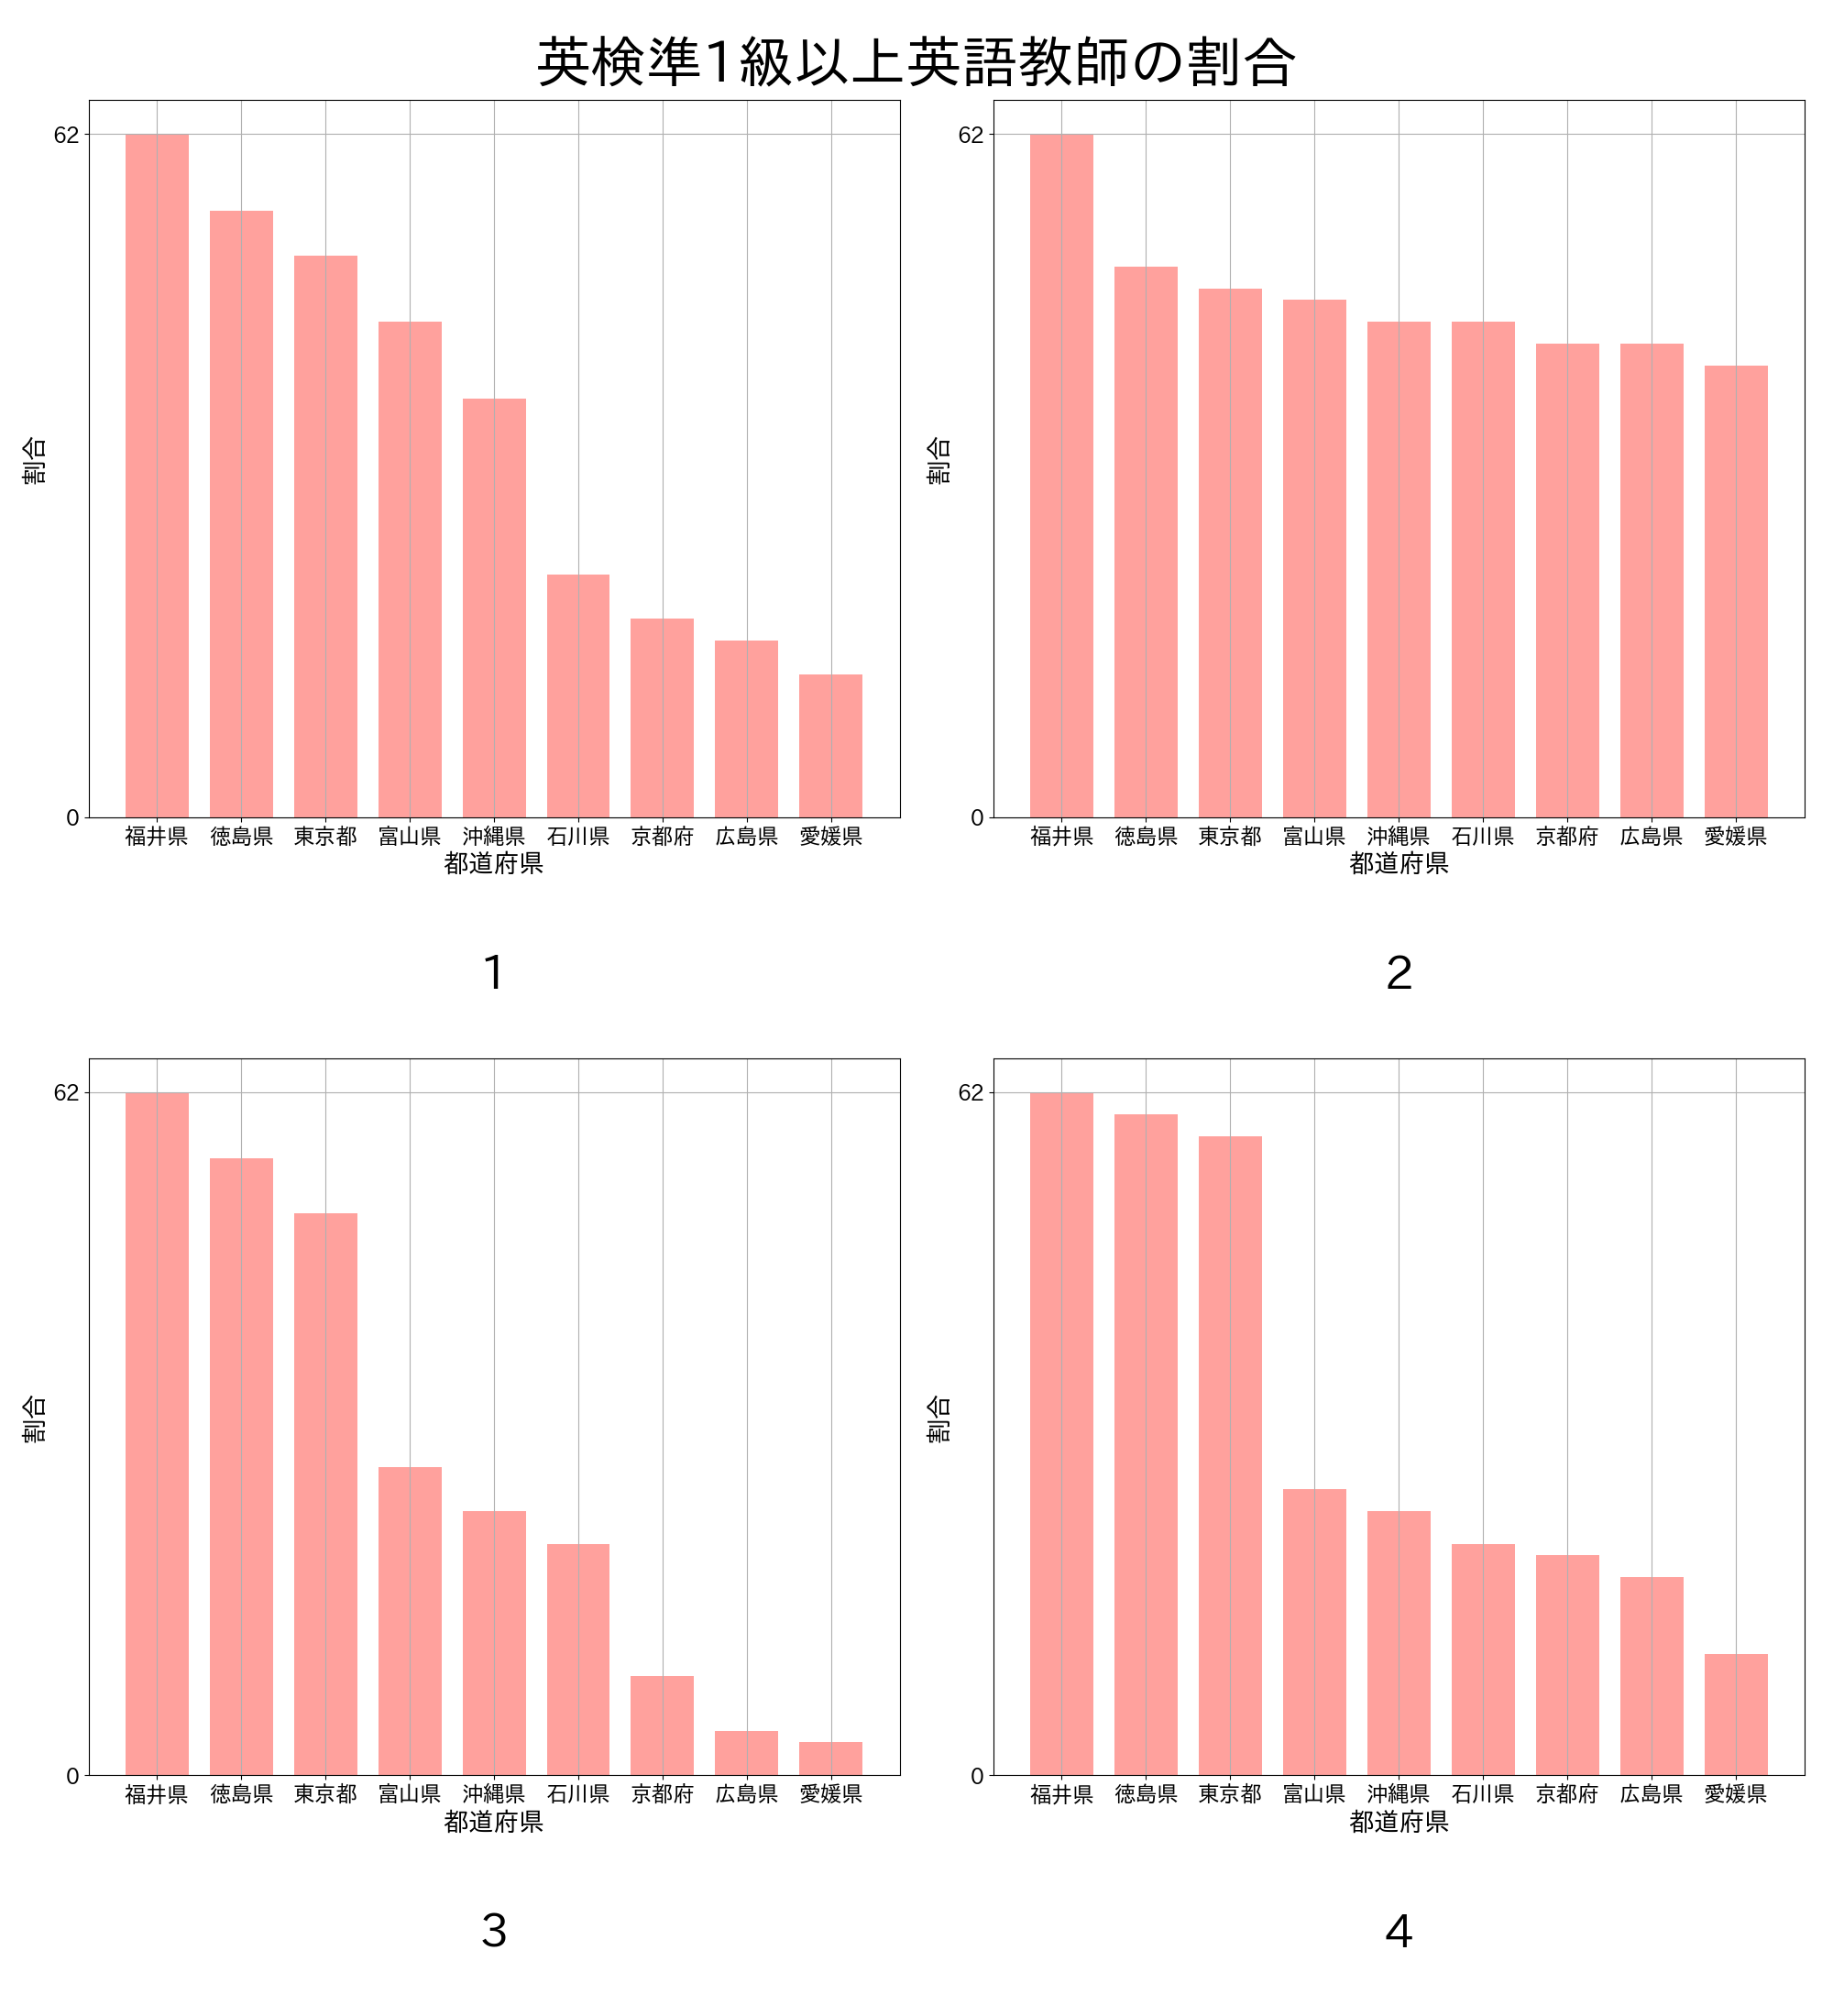 英検準1級以上英語教師の割合
62
0
割合
福井県 徳島県 東京都 富山県 沖縄県 石川県 京都府 広島県 愛媛県
都道府県
1
62
0
割合
福井県 徳島県 東京都 富山県 沖縄県 石川県 京都府 広島県 愛媛県
都道府県
2
62
0
割合
福井県 徳島県 東京都 富山県 沖縄県 石川県 京都府 広島県 愛媛県
都道府県
3
62
0
割合
福井県 徳島県 東京都 富山県 沖縄県 石川県 京都府 広島県 愛媛県
都道府県
4